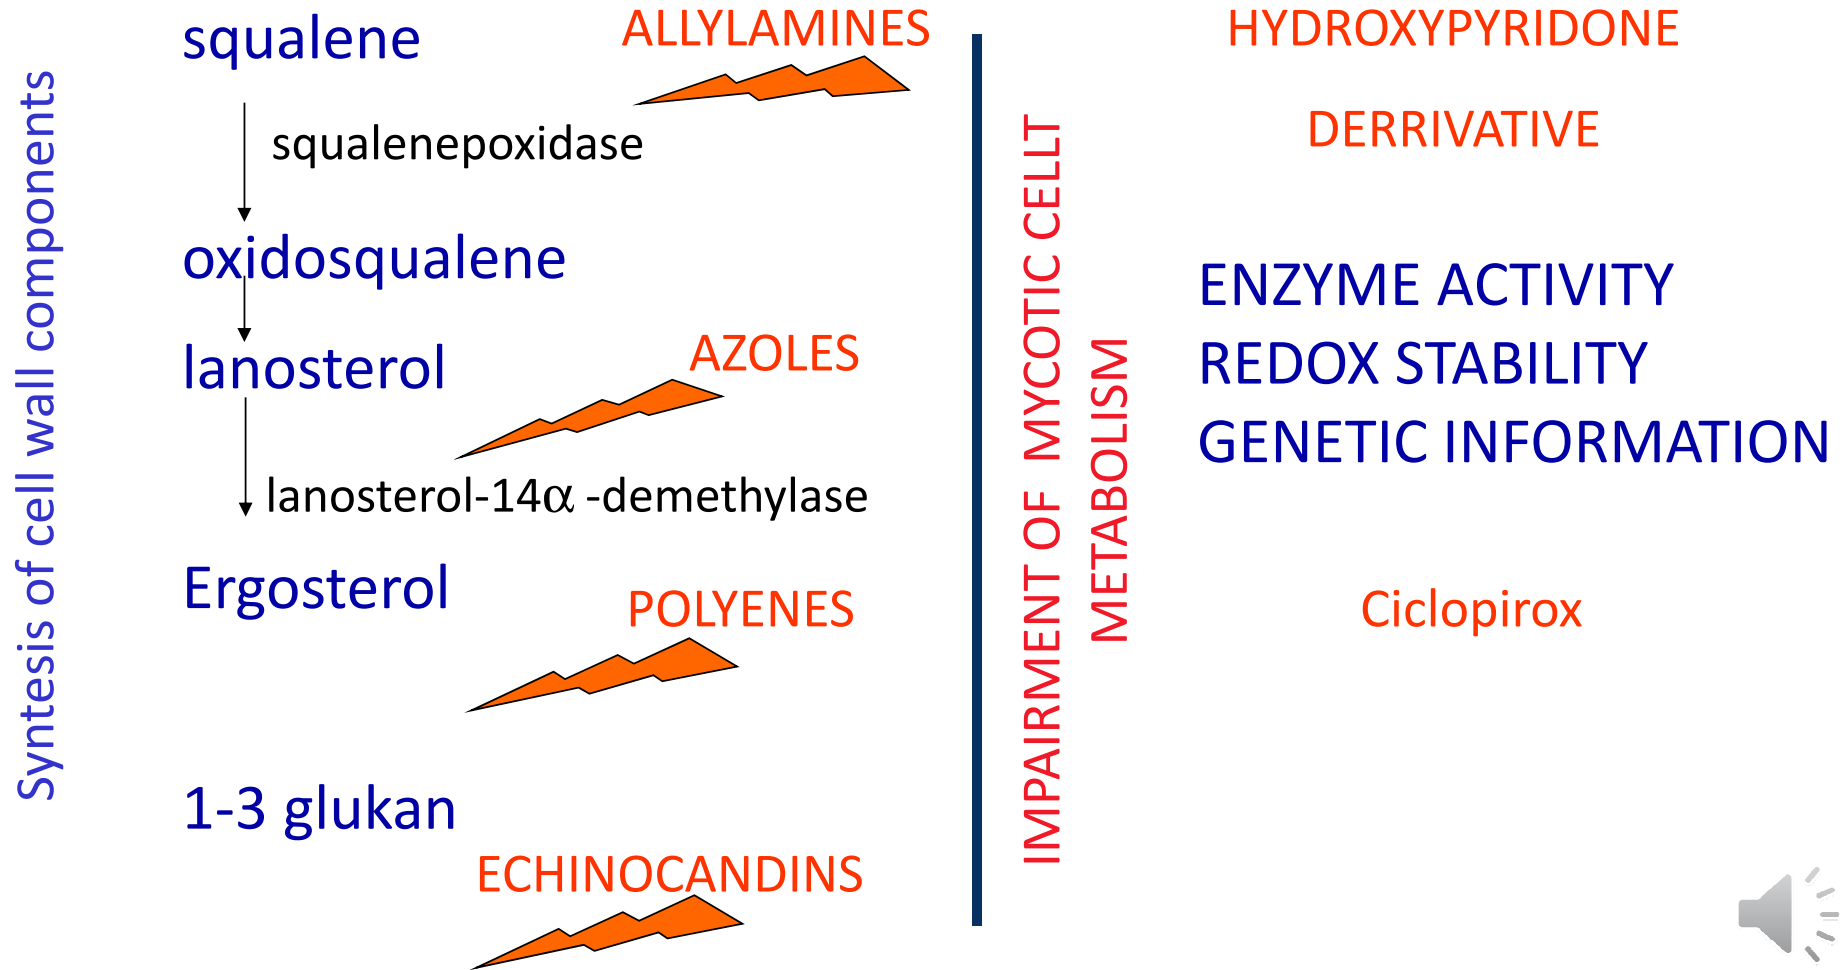 Syntesis of cell wall components
squalene
ALLYLAMINES
squalenepoxidase
oxidosqualene
lanosterol
AZOLES
lanosterol-14α -demethylase
Ergosterol
POLYENES
1-3 glukan
ECHINOCANDINS
IMPAIRMENT OF MYCOTIC CELLT
METABOLISM
HYDROXYPYRIDONE
DERRIVATIVE
ENZYME ACTIVITY
REDOX STABILITY
GENETIC INFORMATION
Ciclopirox